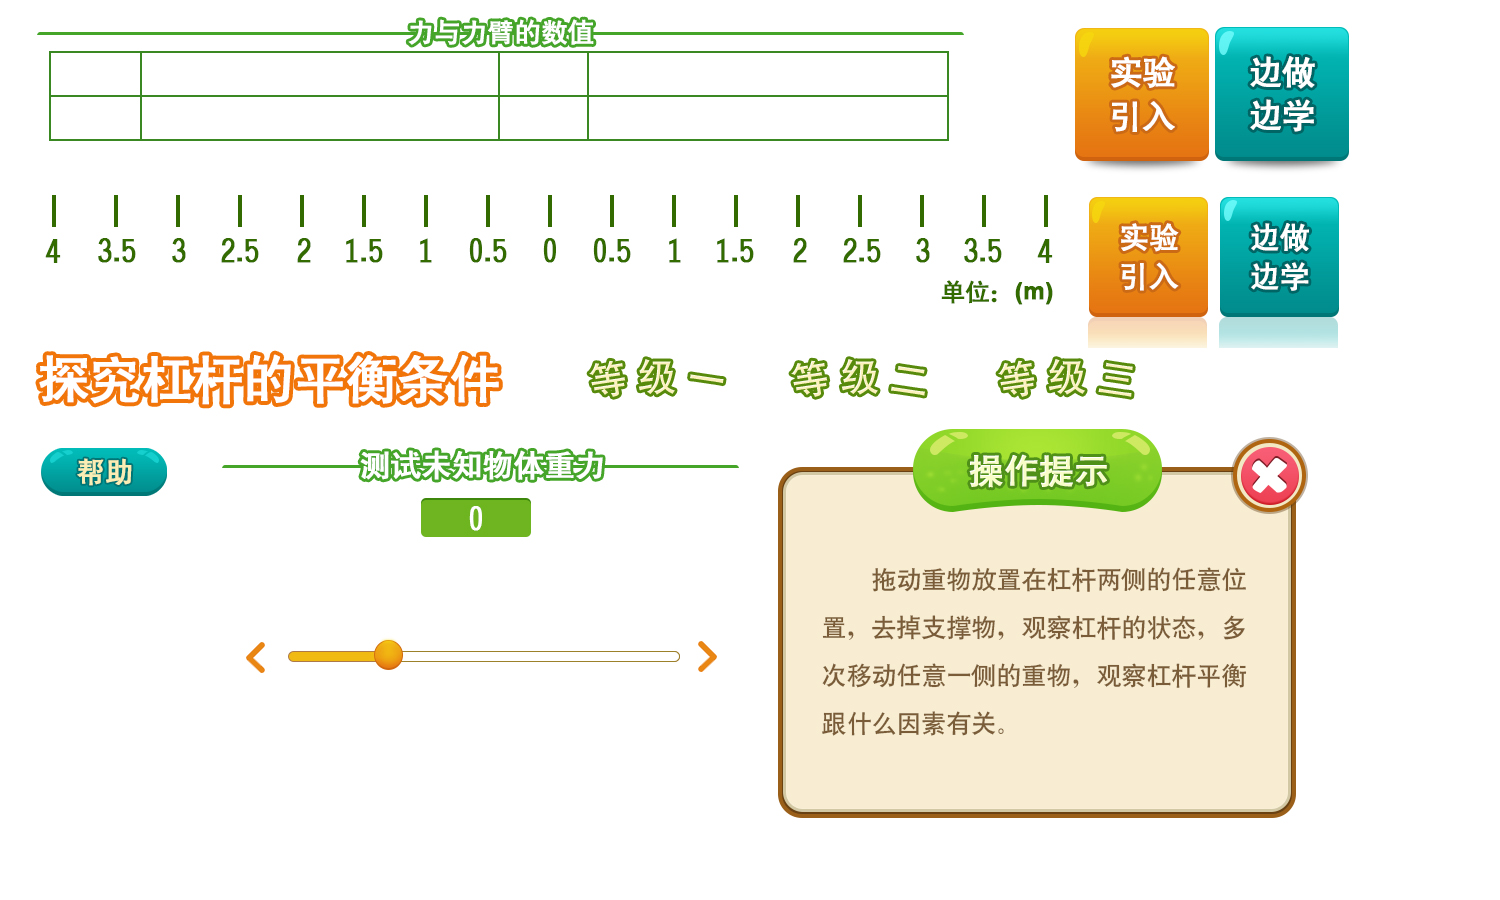 力与力臂的数值
实验
引入
边做
边学
4 3.5 3 2.5 2 1.5 1 0.5 0 0.5 1 1.5 2 2.5 3 3.5 4
单位：(m)
实验
引入
边做
边学
探究杠杆的平衡条件
等级一
等级二
等级三
帮助
测试未知物体重力
0
操作提示
拖动重物放置在杠杆两侧的任意位
置，去掉支撑物，观察杠杆的状态，多
次移动任意一侧的重物，观察杠杆平衡
跟什么因素有关。